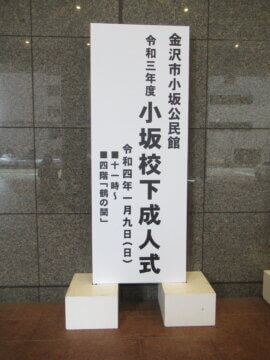 金沢市小坂公民館
令和三年度 小坂校下成人式
令和四年一月九日(日)
■十一時～
■四階「鶴の間」